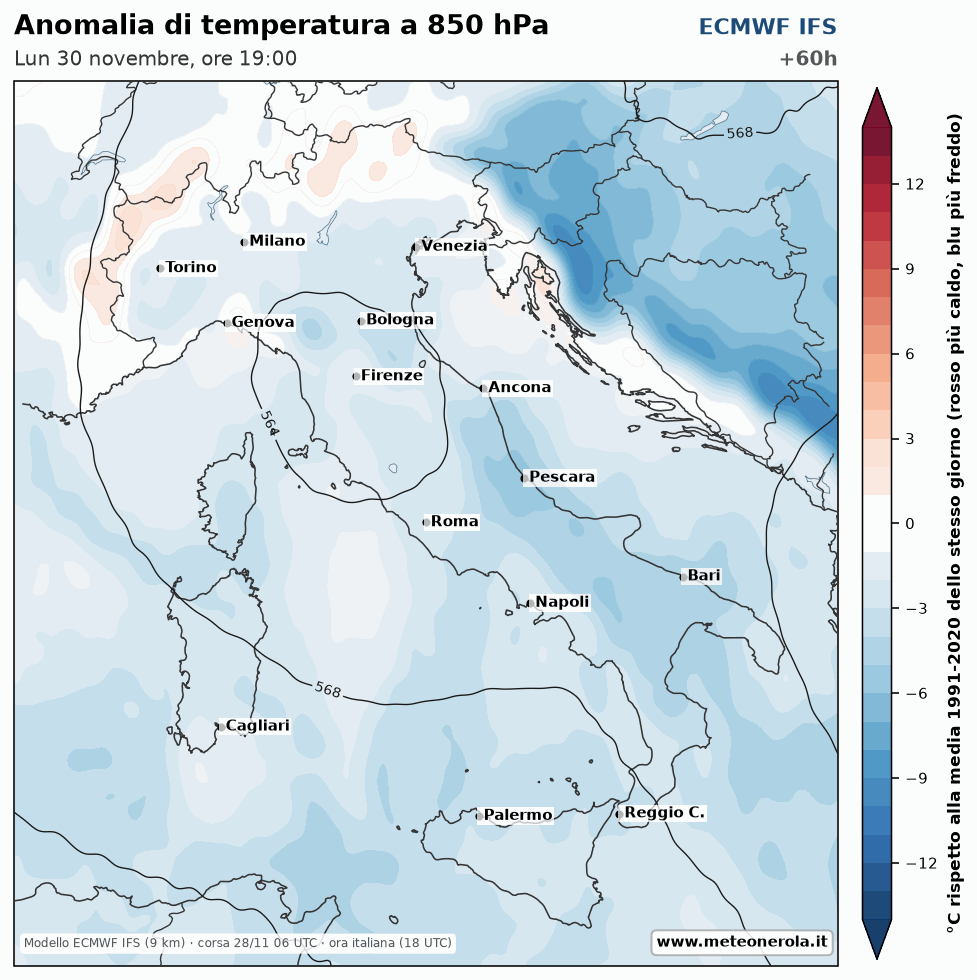 Anomalia di temperatura a 850 hPa
ECMWF IFS
Lun 30 novembre, ore 19:00
+60h
568
Milano
Venezia
Torino
Genova
Bologna
Firenze
Ancona
564
Pescara
Roma
Bari
Napoli
568
Cagliari
Palermo
Reggio C.
Modello ECMWF IFS (9 km) · corsa 28/11 06 UTC · ora italiana (18 UTC)
www.meteonerola.it
12
9
6
3
0
−3
−6
−9
−12
°C rispetto alla media 1991-2020 dello stesso giorno (rosso più caldo, blu più freddo)